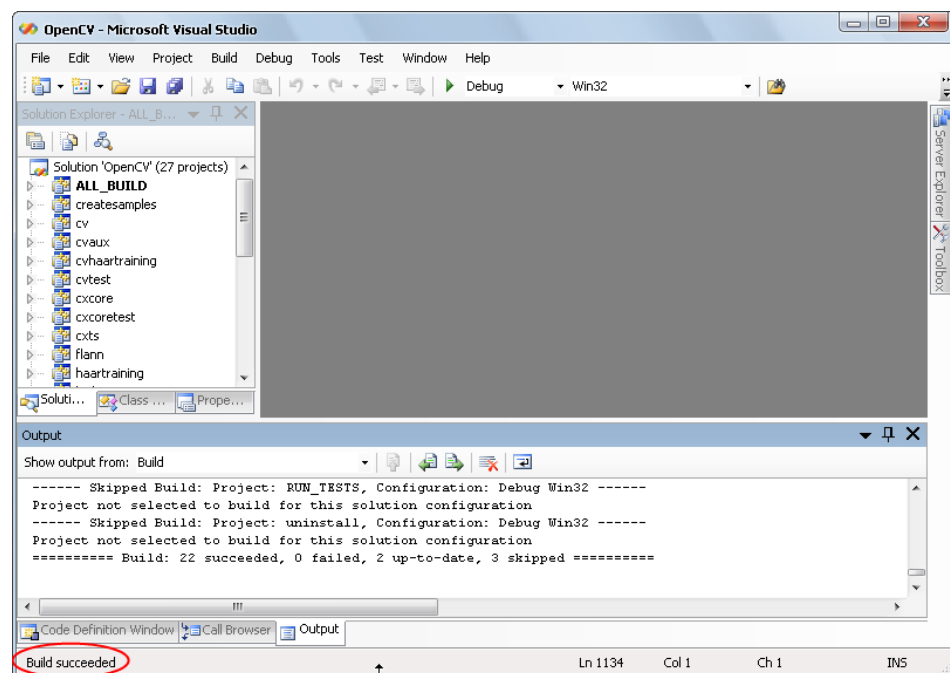 OpenCV - Microsoft Visual Studio
File Edit View Project Build Debug Tools Test Window Help
Debug Win32
Solution Explorer - ALL_B...
Solution 'OpenCV' (27 projects)
ALL_BUILD
createsamples
cv
cvaux
cvhaartraining
cvtest
cxcore
cxcoretest
cxts
flann
haartraining
Soluti... Class ... Prope...
Server Explorer
Toolbox
Output
Show output from: Build
------ Skipped Build: Project: RUN_TESTS, Configuration: Debug Win32 ------
Project not selected to build for this solution configuration
------ Skipped Build: Project: uninstall, Configuration: Debug Win32 ------
Project not selected to build for this solution configuration
========== Build: 22 succeeded, 0 failed, 2 up-to-date, 3 skipped ==========
Code Definition Window Call Browser Output
Build succeeded Ln 1134 Col 1 Ch 1 INS